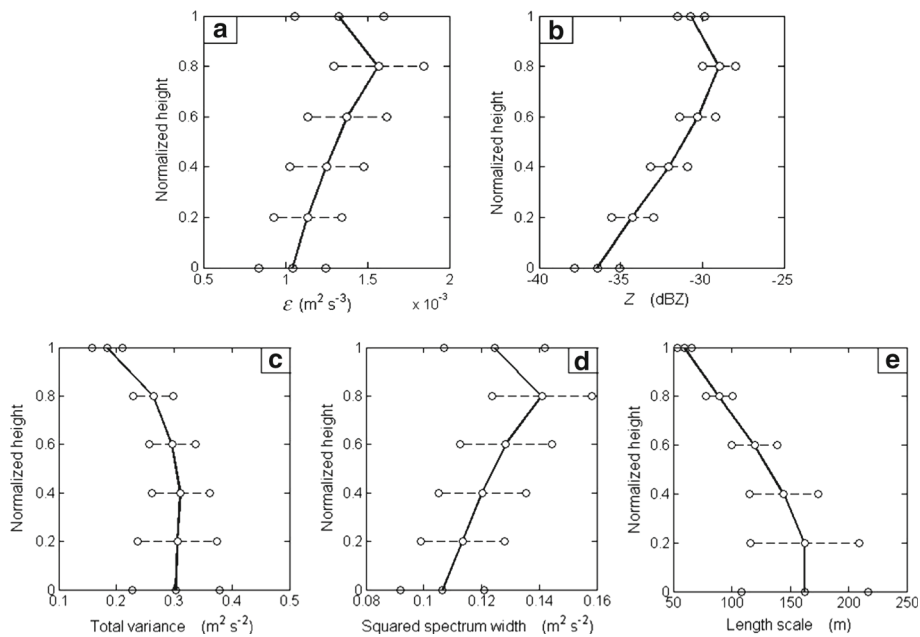 a
Normalized height
1
0.8
0.6
0.4
0.2
0
0.5 1 1.5 2
ε (m² s⁻³) × 10⁻³
b
Normalized height
1
0.8
0.6
0.4
0.2
0
-40 -35 -30 -25
Z (dBZ)
c
Normalized height
1
0.8
0.6
0.4
0.2
0
0.1 0.2 0.3 0.4 0.5
Total variance (m² s⁻²)
d
Normalized height
1
0.8
0.6
0.4
0.2
0
0.08 0.1 0.12 0.14 0.16
Squared spectrum width (m² s⁻²)
e
Normalized height
1
0.8
0.6
0.4
0.2
0
50 100 150 200 250
Length scale (m)